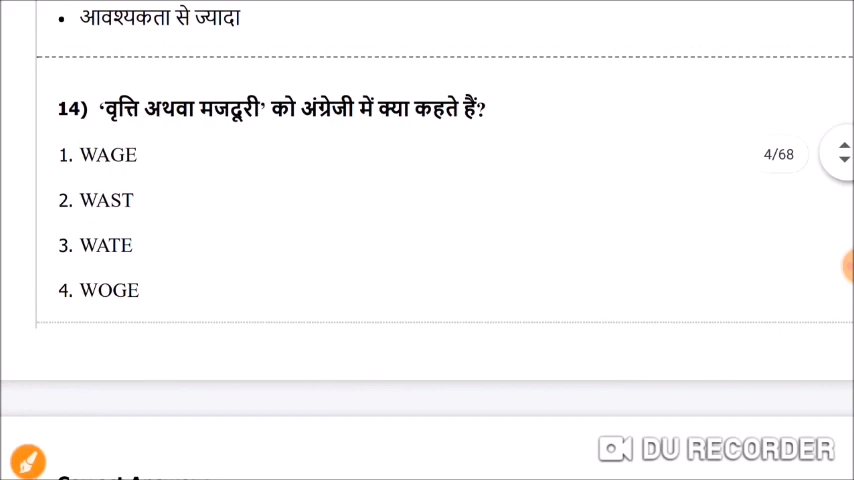 • आवश्यकता से ज्यादा
14) ‘वृत्ति अथवा मजदूरी’ को अंग्रेजी में क्या कहते हैं?
1. WAGE
4/68
2. WAST
3. WATE
4. WOGE
DU RECORDER